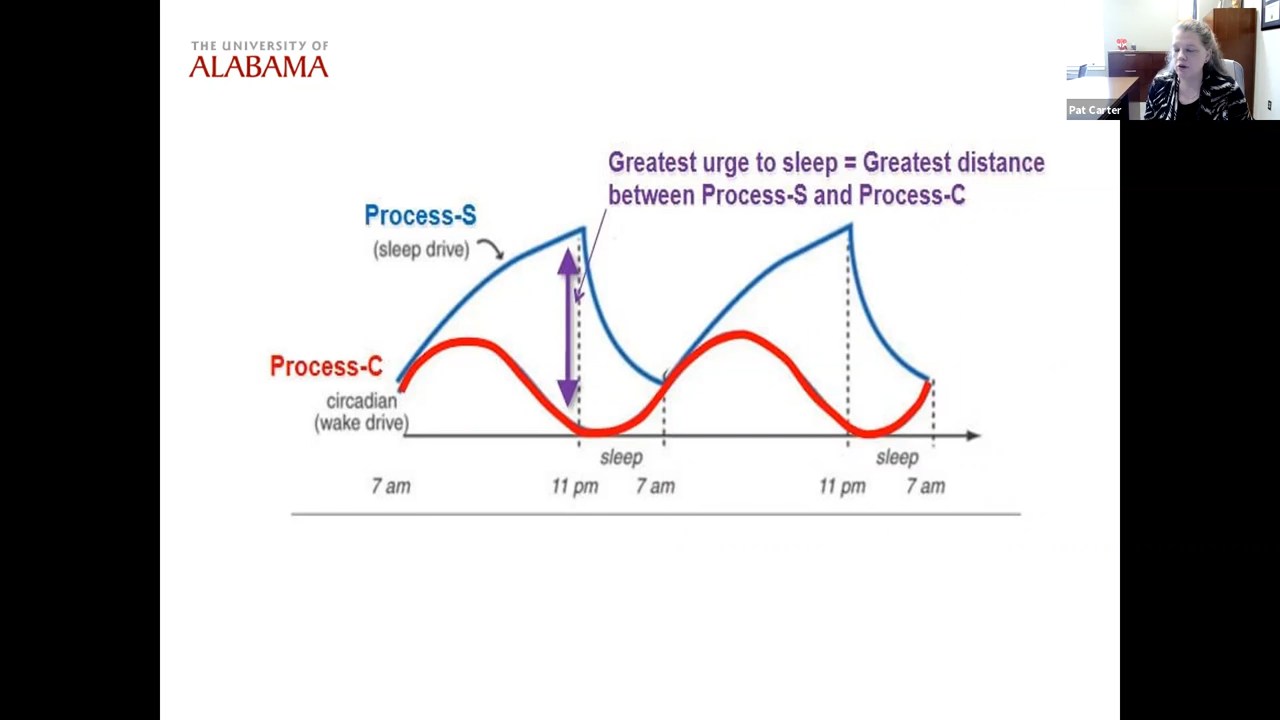 THE UNIVERSITY OF
ALABAMA
Pat Carter
Greatest urge to sleep = Greatest distance
between Process-S and Process-C
Process-S
(sleep drive)
Process-C
circadian
(wake drive)
sleep
sleep
7 am
11 pm
7 am
11 pm
7 am